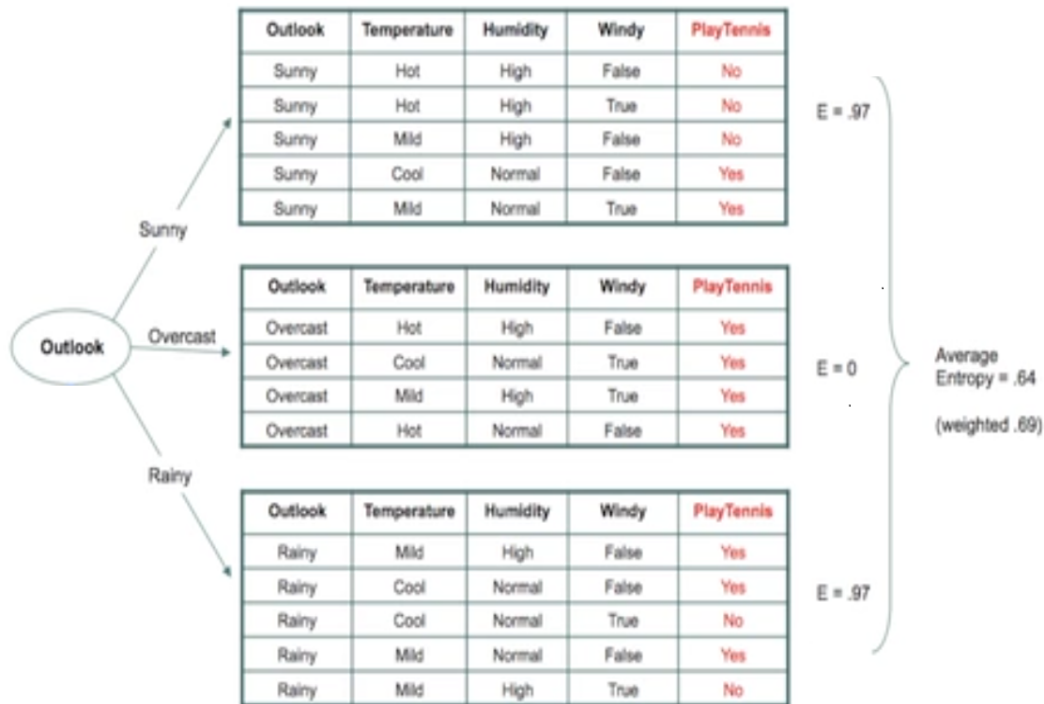 Outlook Temperature Humidity Windy PlayTennis
Sunny Hot High False No
Sunny Hot High True No
Sunny Mild High False No
Sunny Cool Normal False Yes
Sunny Mild Normal True Yes
E = .97
Sunny
Outlook Temperature Humidity Windy PlayTennis
Overcast Hot High False Yes
Overcast Cool Normal True Yes
Overcast Mild High True Yes
Overcast Hot Normal False Yes
E = 0
Outlook
Overcast
Average
Entropy = .64
(weighted .69)
Rainy
Outlook Temperature Humidity Windy PlayTennis
Rainy Mild High False Yes
Rainy Cool Normal False Yes
Rainy Cool Normal True No
Rainy Mild Normal False Yes
Rainy Mild High True No
E = .97